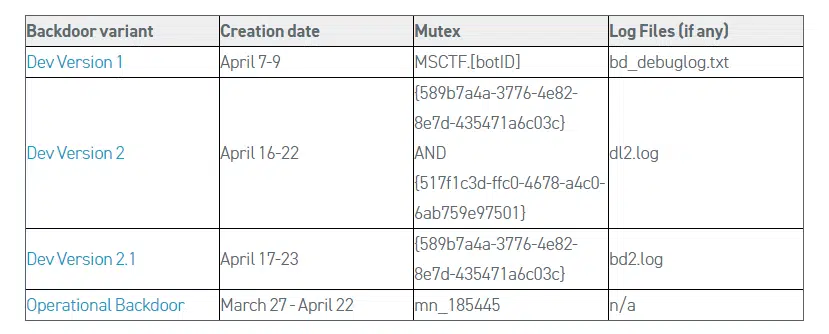 Backdoor variant Creation date Mutex Log Files (if any)
Dev Version 1 April 7-9 MSCTF.[botID] bd_debuglog.txt
{589b7a4a-3776-4e82-
8e7d-435471a6c03c}
Dev Version 2 April 16-22 AND dl2.log
{517f1c3d-ffc0-4678-a4c0-
6ab759e97501}
Dev Version 2.1 April 17-23 {589b7a4a-3776-4e82- bd2.log
8e7d-435471a6c03c}
Operational Backdoor March 27 - April 22 mn_185445 n/a